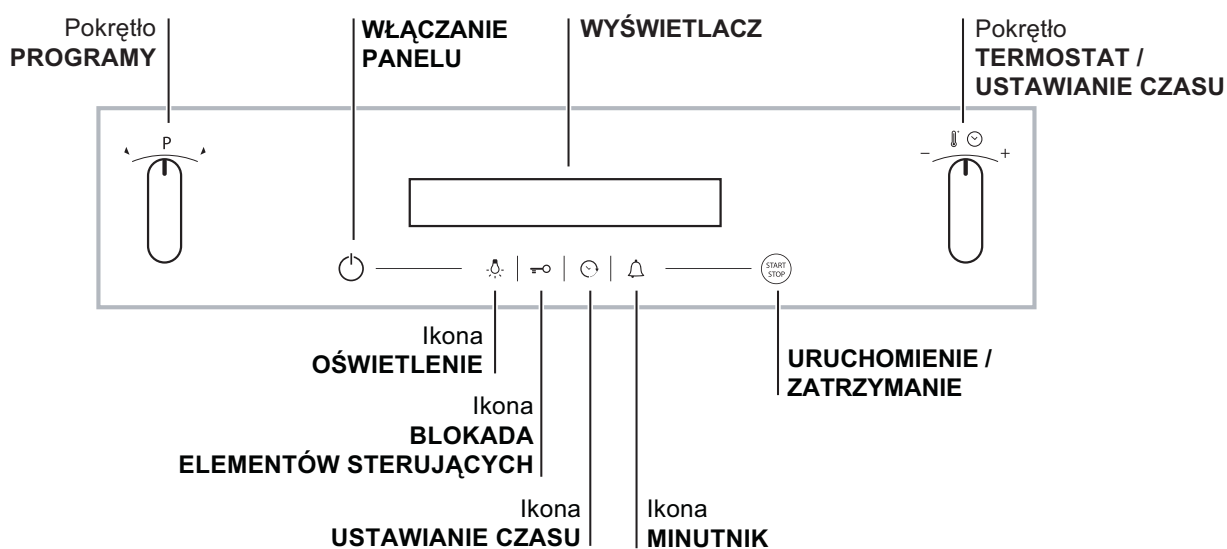 Pokrętło
PROGRAMY
WŁĄCZANIE
PANELU
WYŚWIETLACZ
Pokrętło
TERMOSTAT /
USTAWIANIE CZASU
P
- +
START
STOP
Ikona
OŚWIETLENIE
URUCHOMIENIE /
ZATRZYMANIE
Ikona
BLOKADA
ELEMENTÓW STERUJĄCYCH
Ikona
USTAWIANIE CZASU
Ikona
MINUTNIK